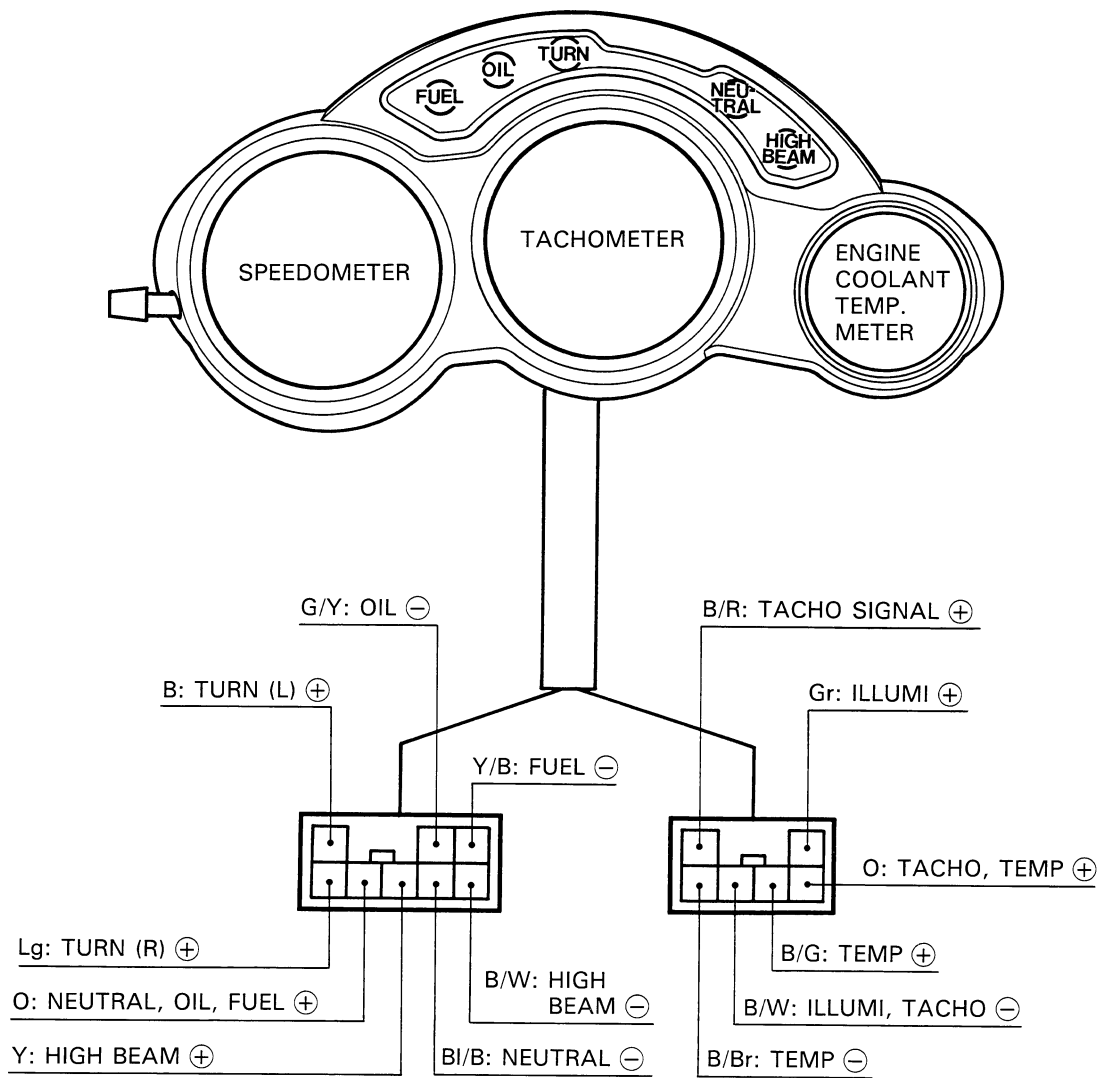 FUEL
OIL
TURN
NEU-
TRAL
HIGH
BEAM
SPEEDOMETER
TACHOMETER
ENGINE
COOLANT
TEMP.
METER
G/Y: OIL ⊖
B/R: TACHO SIGNAL ⊕
B: TURN (L) ⊕
Gr: ILLUMI ⊕
Y/B: FUEL ⊖
O: TACHO, TEMP ⊕
Lg: TURN (R) ⊕
B/G: TEMP ⊕
B/W: HIGH
BEAM ⊖
O: NEUTRAL, OIL, FUEL ⊕
B/W: ILLUMI, TACHO ⊖
Y: HIGH BEAM ⊕
Bl/B: NEUTRAL ⊖
B/Br: TEMP ⊖